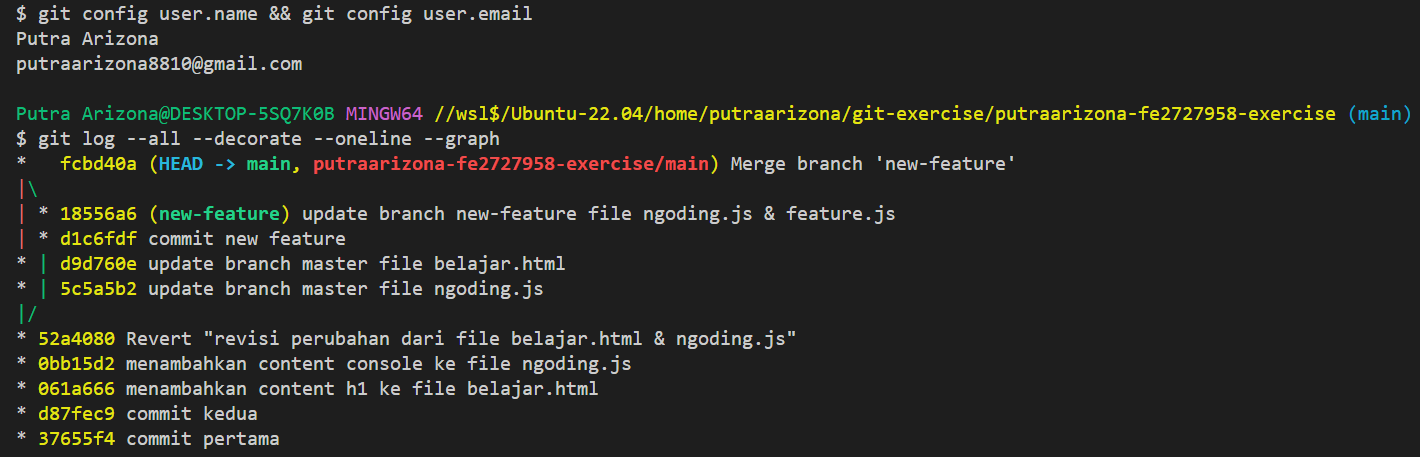 $ git config user.name && git config user.email
Putra Arizona
putraarizona8810@gmail.com
Putra Arizona@DESKTOP-5SQ7K0B MINGW64 //wsl$/Ubuntu-22.04/home/putraarizona/git-exercise/putraarizona-fe2727958-exercise (main)
$ git log --all --decorate --oneline --graph
*   fcbd40a (HEAD -> main, putraarizona-fe2727958-exercise/main) Merge branch 'new-feature'
|\
| * 18556a6 (new-feature) update branch new-feature file ngoding.js & feature.js
| * d1c6fdf commit new feature
* | d9d760e update branch master file belajar.html
* | 5c5a5b2 update branch master file ngoding.js
|/
* 52a4080 Revert "revisi perubahan dari file belajar.html & ngoding.js"
* 0bb15d2 menambahkan content console ke file ngoding.js
* 061a666 menambahkan content h1 ke file belajar.html
* d87fec9 commit kedua
* 37655f4 commit pertama